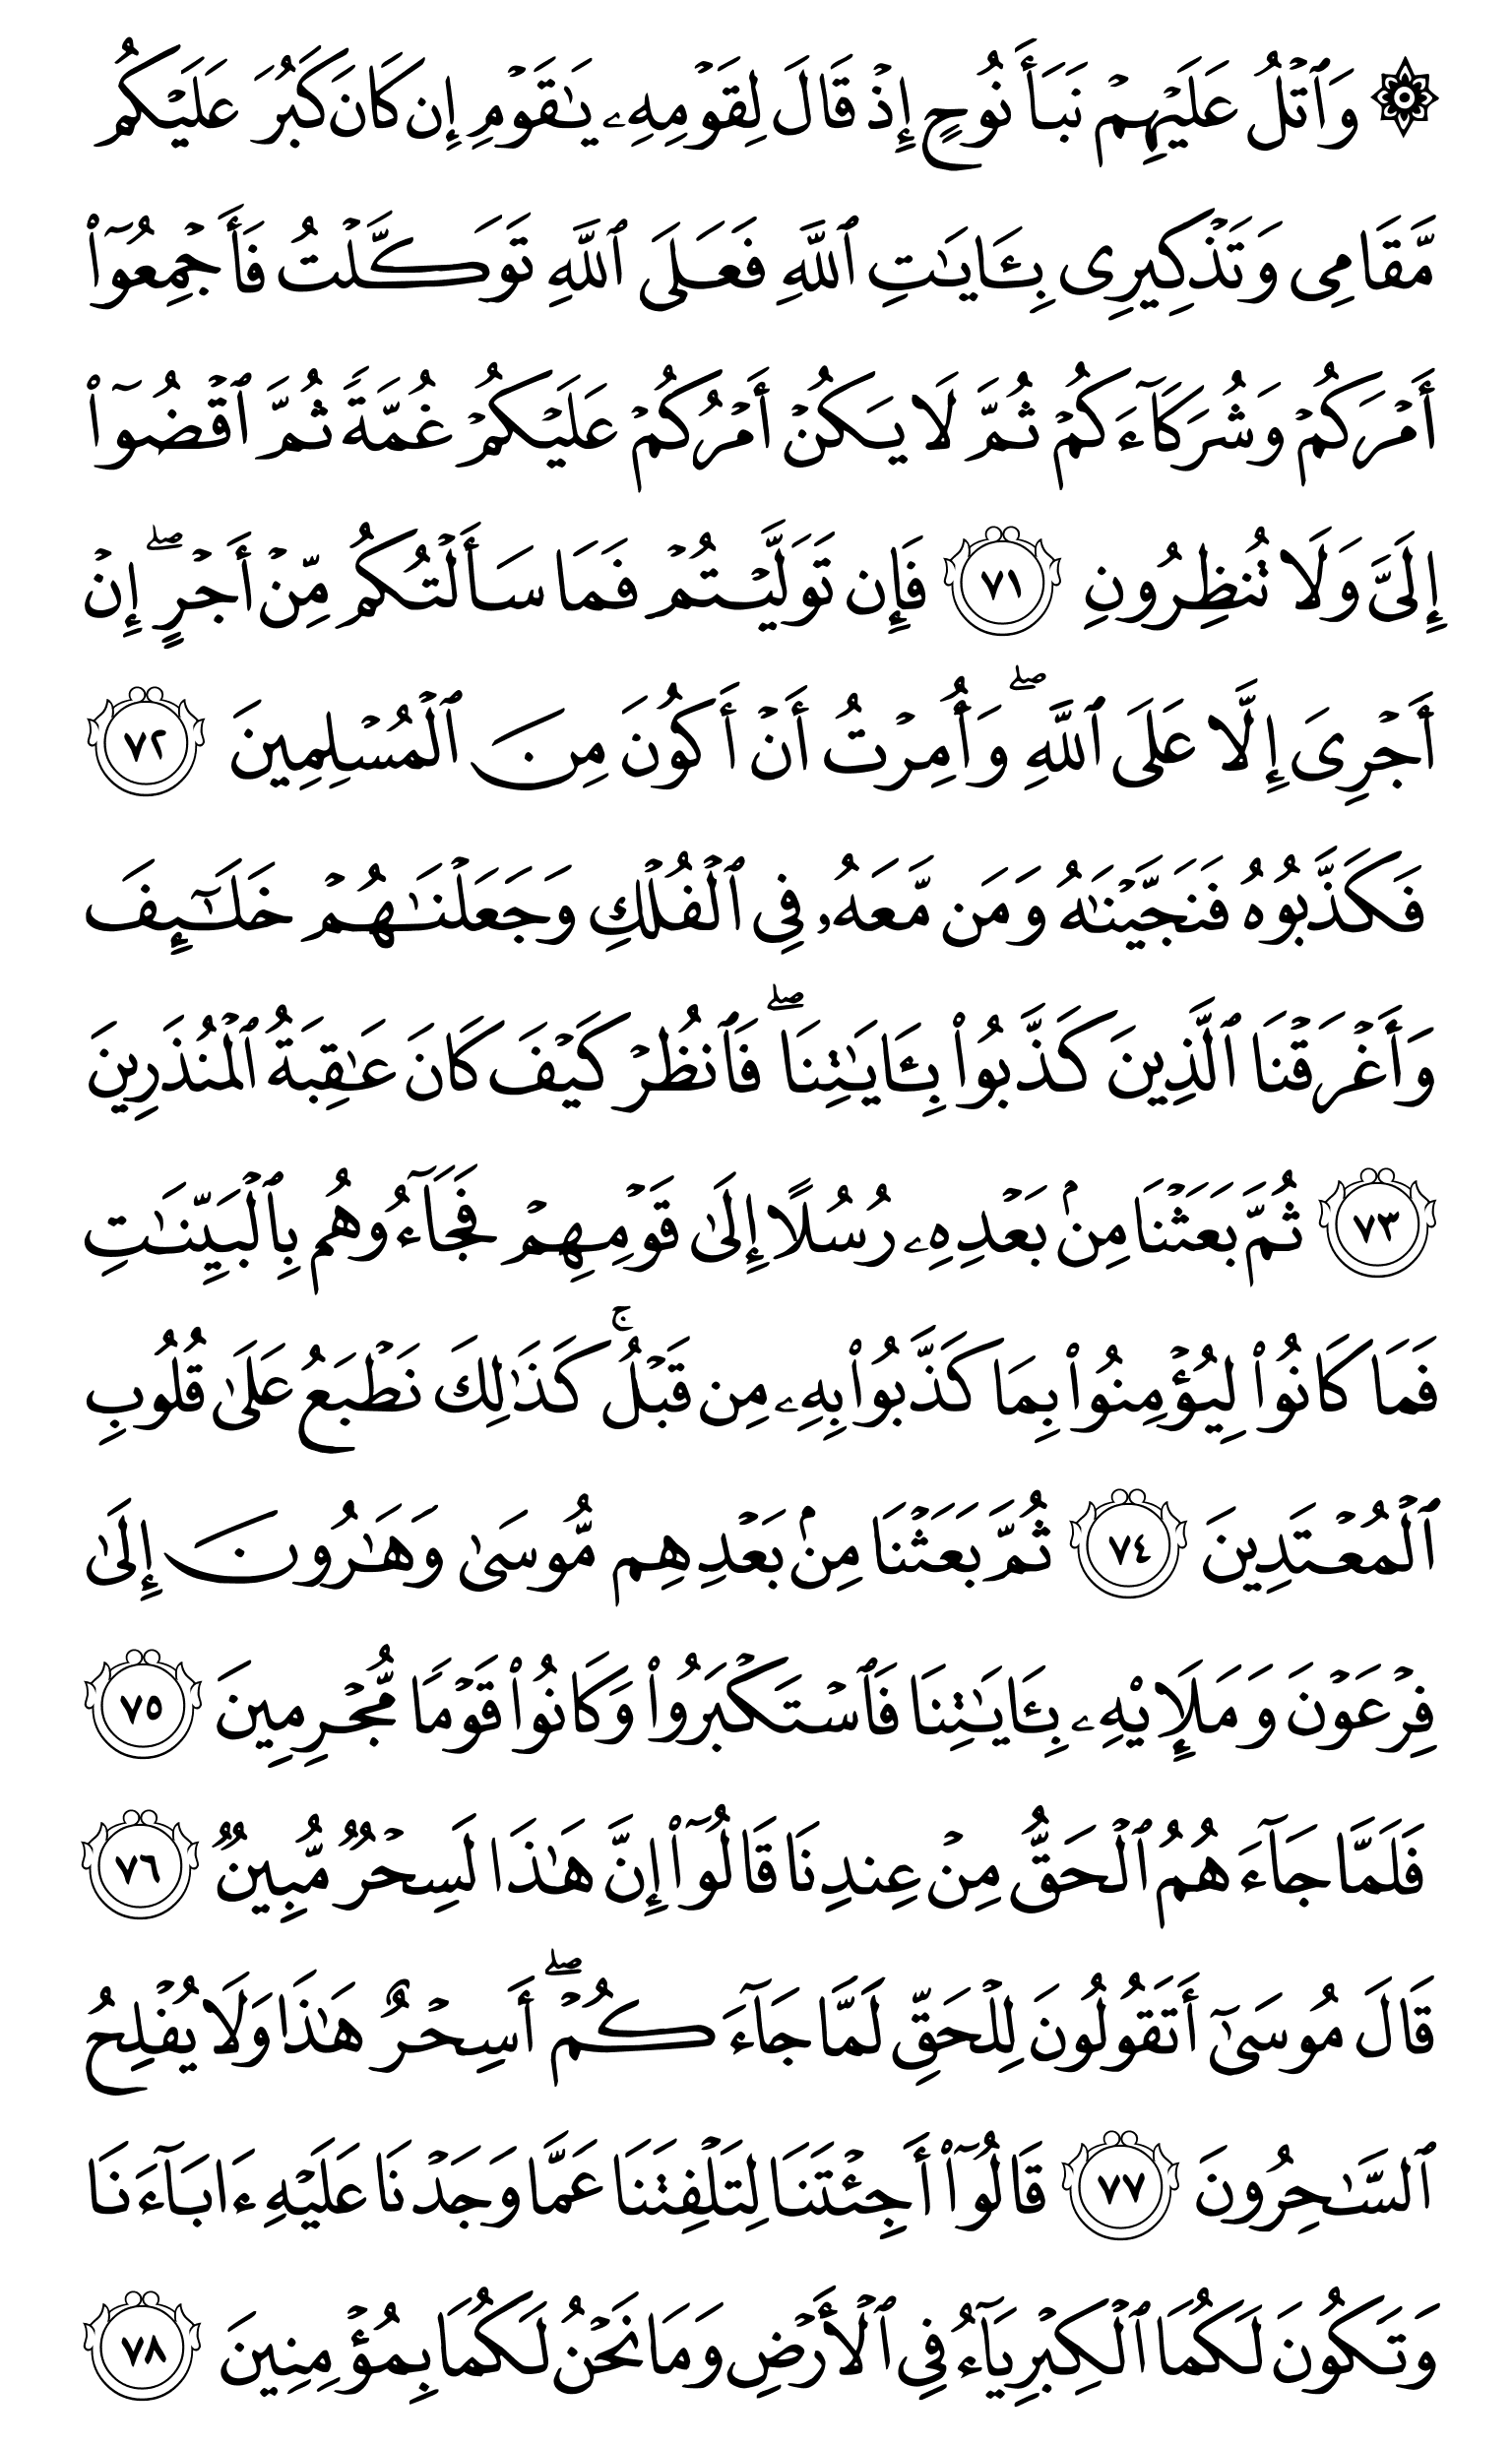 ۞ وَٱتۡلُ عَلَيۡهِمۡ نَبَأَ نُوحٍ إِذۡ قَالَ لِقَوۡمِهِۦ يَٰقَوۡمِ إِن كَانَ كَبُرَ عَلَيۡكُم
مَّقَامِي وَتَذۡكِيرِي بِـَٔايَٰتِ ٱللَّهِ فَعَلَى ٱللَّهِ تَوَكَّلۡتُ فَأَجۡمِعُوٓاْ
أَمۡرَكُمۡ وَشُرَكَآءَكُمۡ ثُمَّ لَا يَكُنۡ أَمۡرُكُمۡ عَلَيۡكُمۡ غُمَّةٗ ثُمَّ ٱقۡضُوٓاْ
إِلَيَّ وَلَا تُنظِرُونِ ٧١ فَإِن تَوَلَّيۡتُمۡ فَمَا سَأَلۡتُكُم مِّنۡ أَجۡرٍۖ إِنۡ
أَجۡرِيَ إِلَّا عَلَى ٱللَّهِۖ وَأُمِرۡتُ أَنۡ أَكُونَ مِنَ ٱلۡمُسۡلِمِينَ ٧٢
فَكَذَّبُوهُ فَنَجَّيۡنَٰهُ وَمَن مَّعَهُۥ فِي ٱلۡفُلۡكِ وَجَعَلۡنَٰهُمۡ خَلَٰٓئِفَ
وَأَغۡرَقۡنَا ٱلَّذِينَ كَذَّبُواْ بِـَٔايَٰتِنَاۖ فَٱنظُرۡ كَيۡفَ كَانَ عَٰقِبَةُ ٱلۡمُنذَرِينَ
٧٣ ثُمَّ بَعَثۡنَا مِنۢ بَعۡدِهِۦ رُسُلًا إِلَىٰ قَوۡمِهِمۡ فَجَآءُوهُم بِٱلۡبَيِّنَٰتِ
فَمَا كَانُواْ لِيُؤۡمِنُواْ بِمَا كَذَّبُواْ بِهِۦ مِن قَبۡلُۚ كَذَٰلِكَ نَطۡبَعُ عَلَىٰ قُلُوبِ
ٱلۡمُعۡتَدِينَ ٧٤ ثُمَّ بَعَثۡنَا مِنۢ بَعۡدِهِم مُّوسَىٰ وَهَٰرُونَ إِلَىٰ
فِرۡعَوۡنَ وَمَلَإِيْهِۦ بِـَٔايَٰتِنَا فَٱسۡتَكۡبَرُواْ وَكَانُواْ قَوۡمٗا مُّجۡرِمِينَ ٧٥
فَلَمَّا جَآءَهُمُ ٱلۡحَقُّ مِنۡ عِندِنَا قَالُوٓاْ إِنَّ هَٰذَا لَسِحۡرٞ مُّبِينٞ ٧٦
قَالَ مُوسَىٰٓ أَتَقُولُونَ لِلۡحَقِّ لَمَّا جَآءَكُمۡۖ أَسِحۡرٌ هَٰذَا وَلَا يُفۡلِحُ
ٱلسَّٰحِرُونَ ٧٧ قَالُوٓاْ أَجِئۡتَنَا لِتَلۡفِتَنَا عَمَّا وَجَدۡنَا عَلَيۡهِ ءَابَآءَنَا
وَتَكُونَ لَكُمَا ٱلۡكِبۡرِيَآءُ فِي ٱلۡأَرۡضِ وَمَا نَحۡنُ لَكُمَا بِمُؤۡمِنِينَ ٧٨